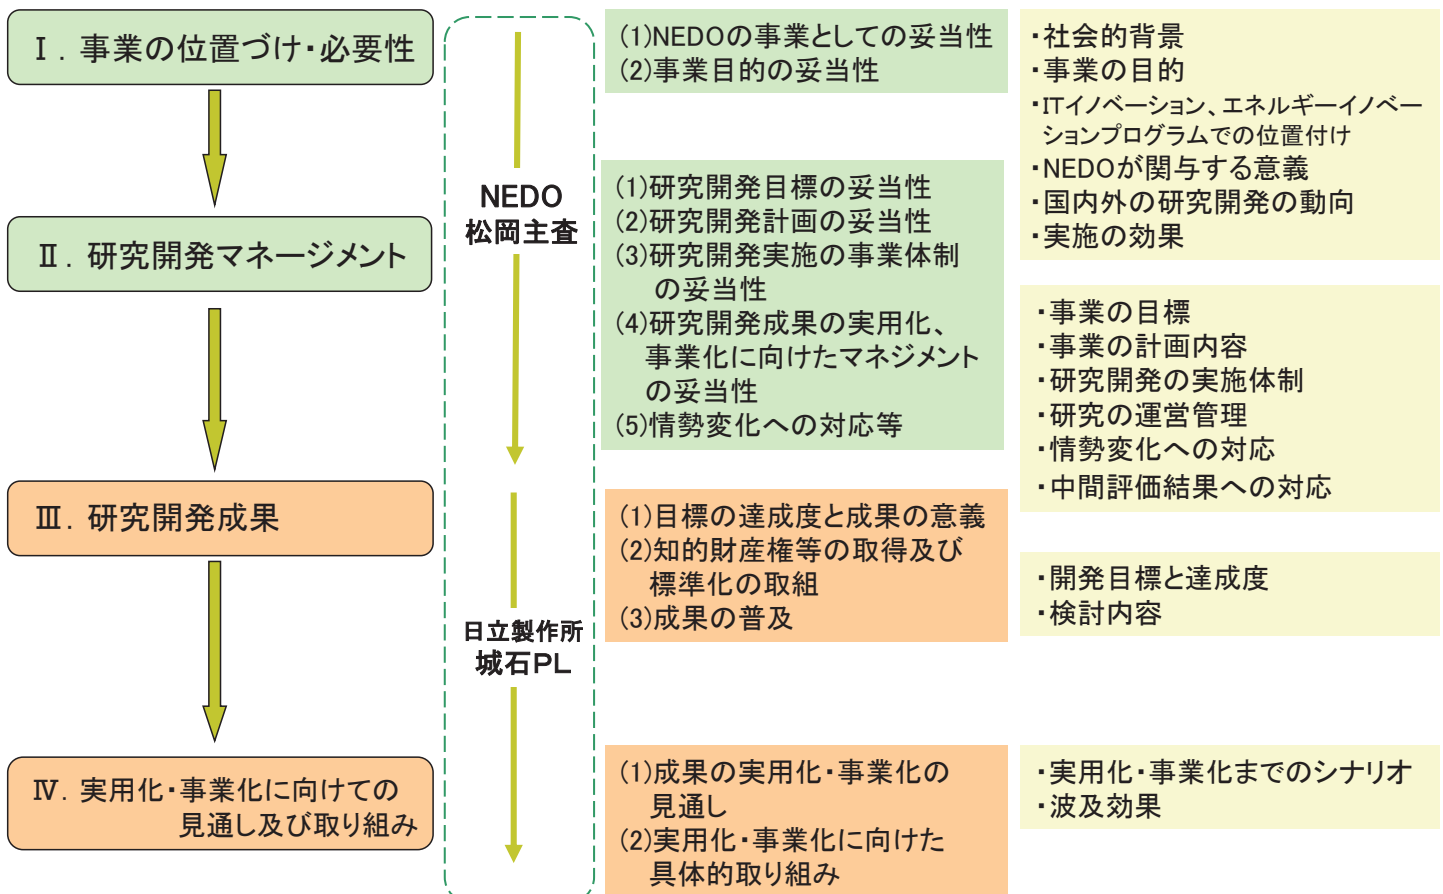 Ⅰ. 事業の位置づけ・必要性
Ⅱ. 研究開発マネージメント
Ⅲ. 研究開発成果
Ⅳ. 実用化・事業化に向けての
見通し及び取り組み
NEDO
松岡主査
日立製作所
城石PL
(1)NEDOの事業としての妥当性
(2)事業目的の妥当性
(1)研究開発目標の妥当性
(2)研究開発計画の妥当性
(3)研究開発実施の事業体制
の妥当性
(4)研究開発成果の実用化、
事業化に向けたマネジメント
の妥当性
(5)情勢変化への対応等
(1)目標の達成度と成果の意義
(2)知的財産権等の取得及び
標準化の取組
(3)成果の普及
(1)成果の実用化・事業化の
見通し
(2)実用化・事業化に向けた
具体的取り組み
・社会的背景
・事業の目的
・ITイノベーション、エネルギーイノベー
ションプログラムでの位置付け
・NEDOが関与する意義
・国内外の研究開発の動向
・実施の効果
・事業の目標
・事業の計画内容
・研究開発の実施体制
・研究の運営管理
・情勢変化への対応
・中間評価結果への対応
・開発目標と達成度
・検討内容
・実用化・事業化までのシナリオ
・波及効果